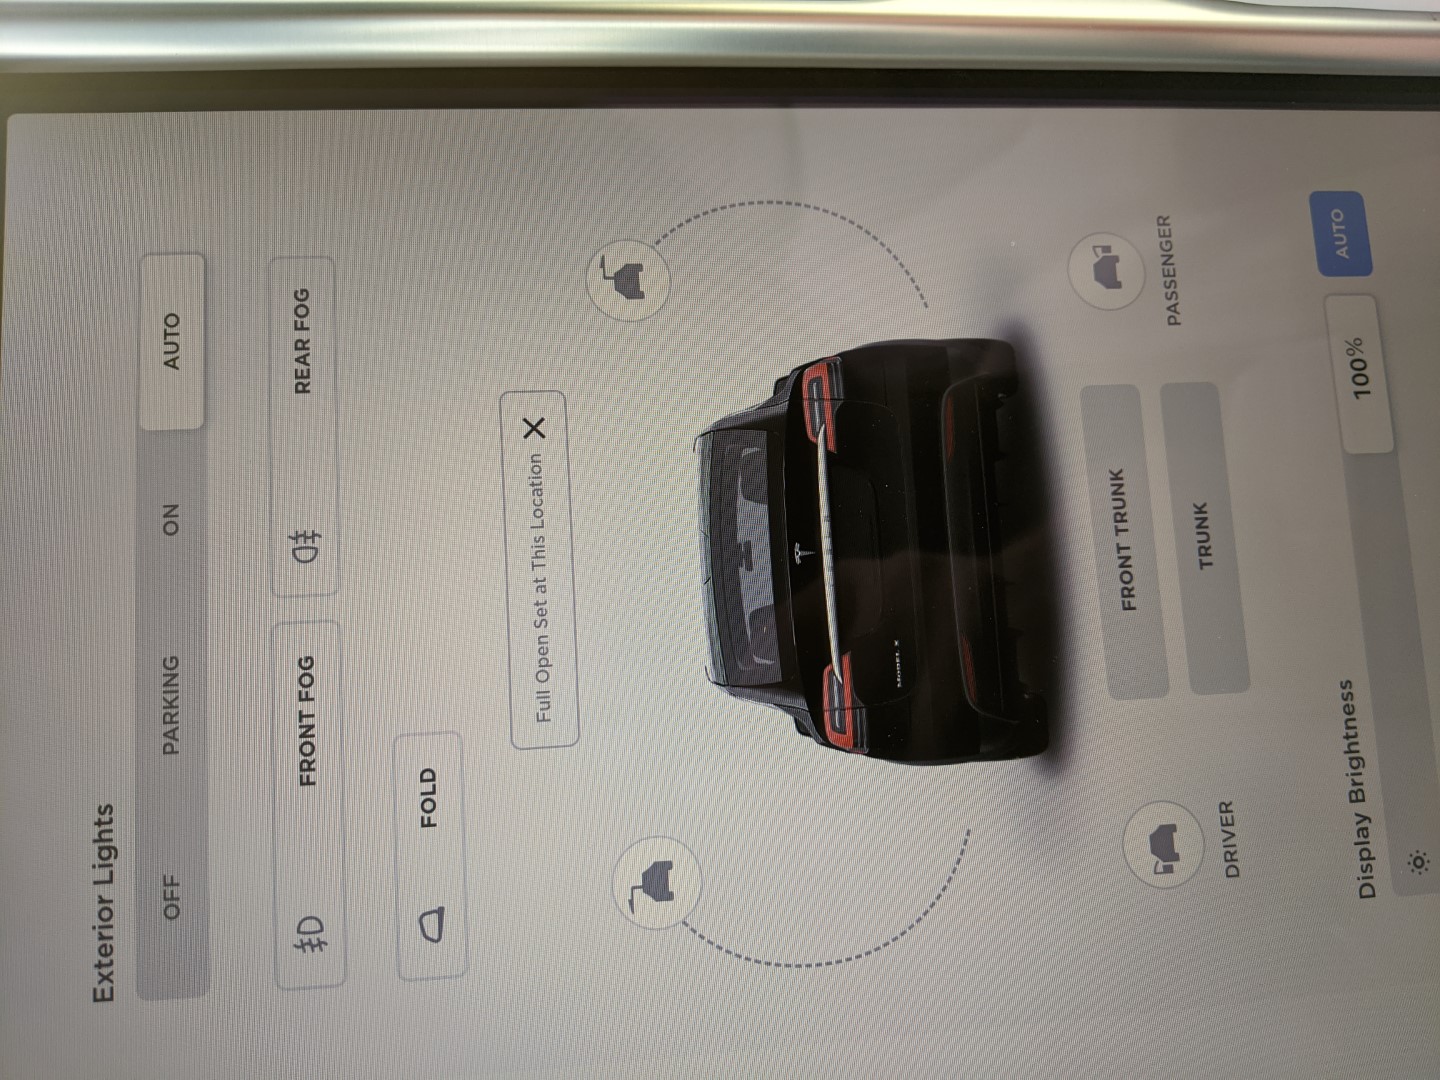 Exterior Lights
OFF PARKING ON AUTO
FRONT FOG REAR FOG
FOLD
Full Open Set at This Location X
MODEL X
FRONT TRUNK
PASSENGER
TRUNK
DRIVER
Display Brightness
100% AUTO